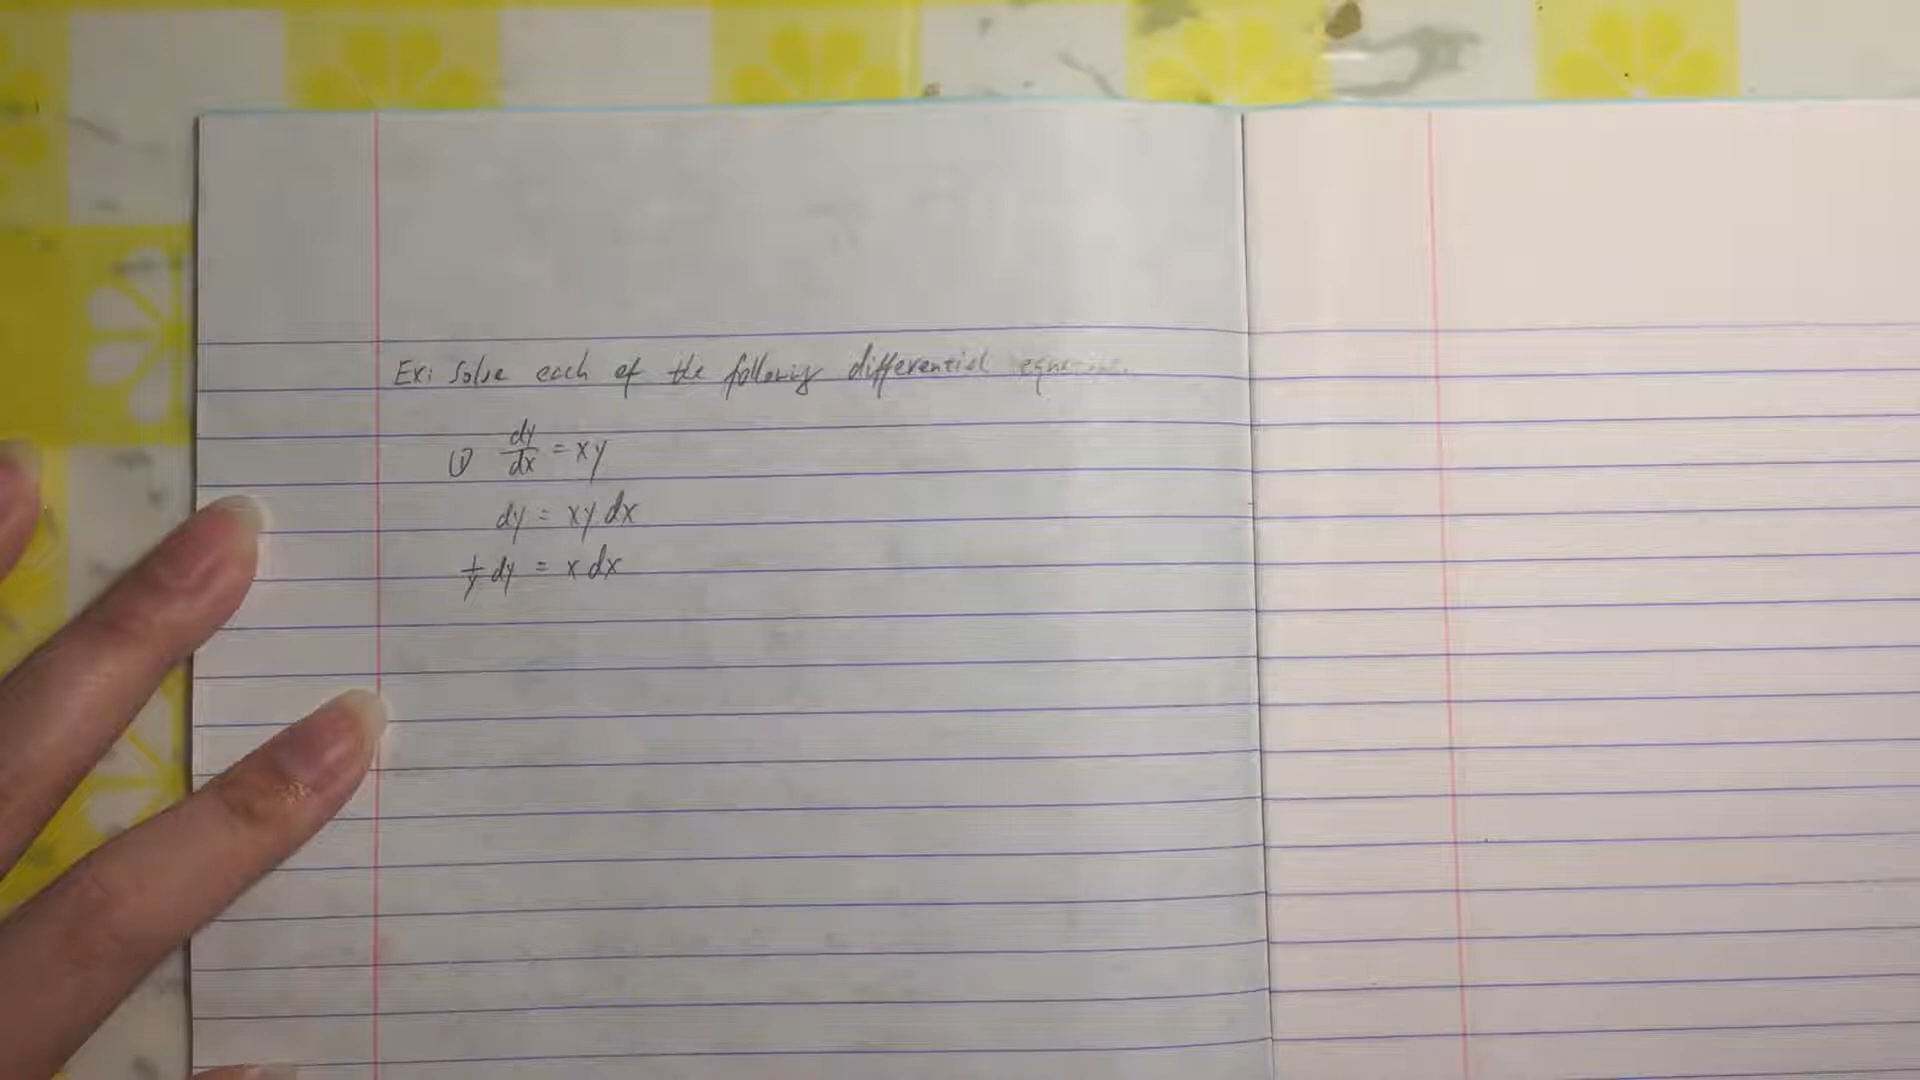 Ex: Solve each of the following differential
① dy/dx = xy
dy = xy dx
1/y dy = x dx